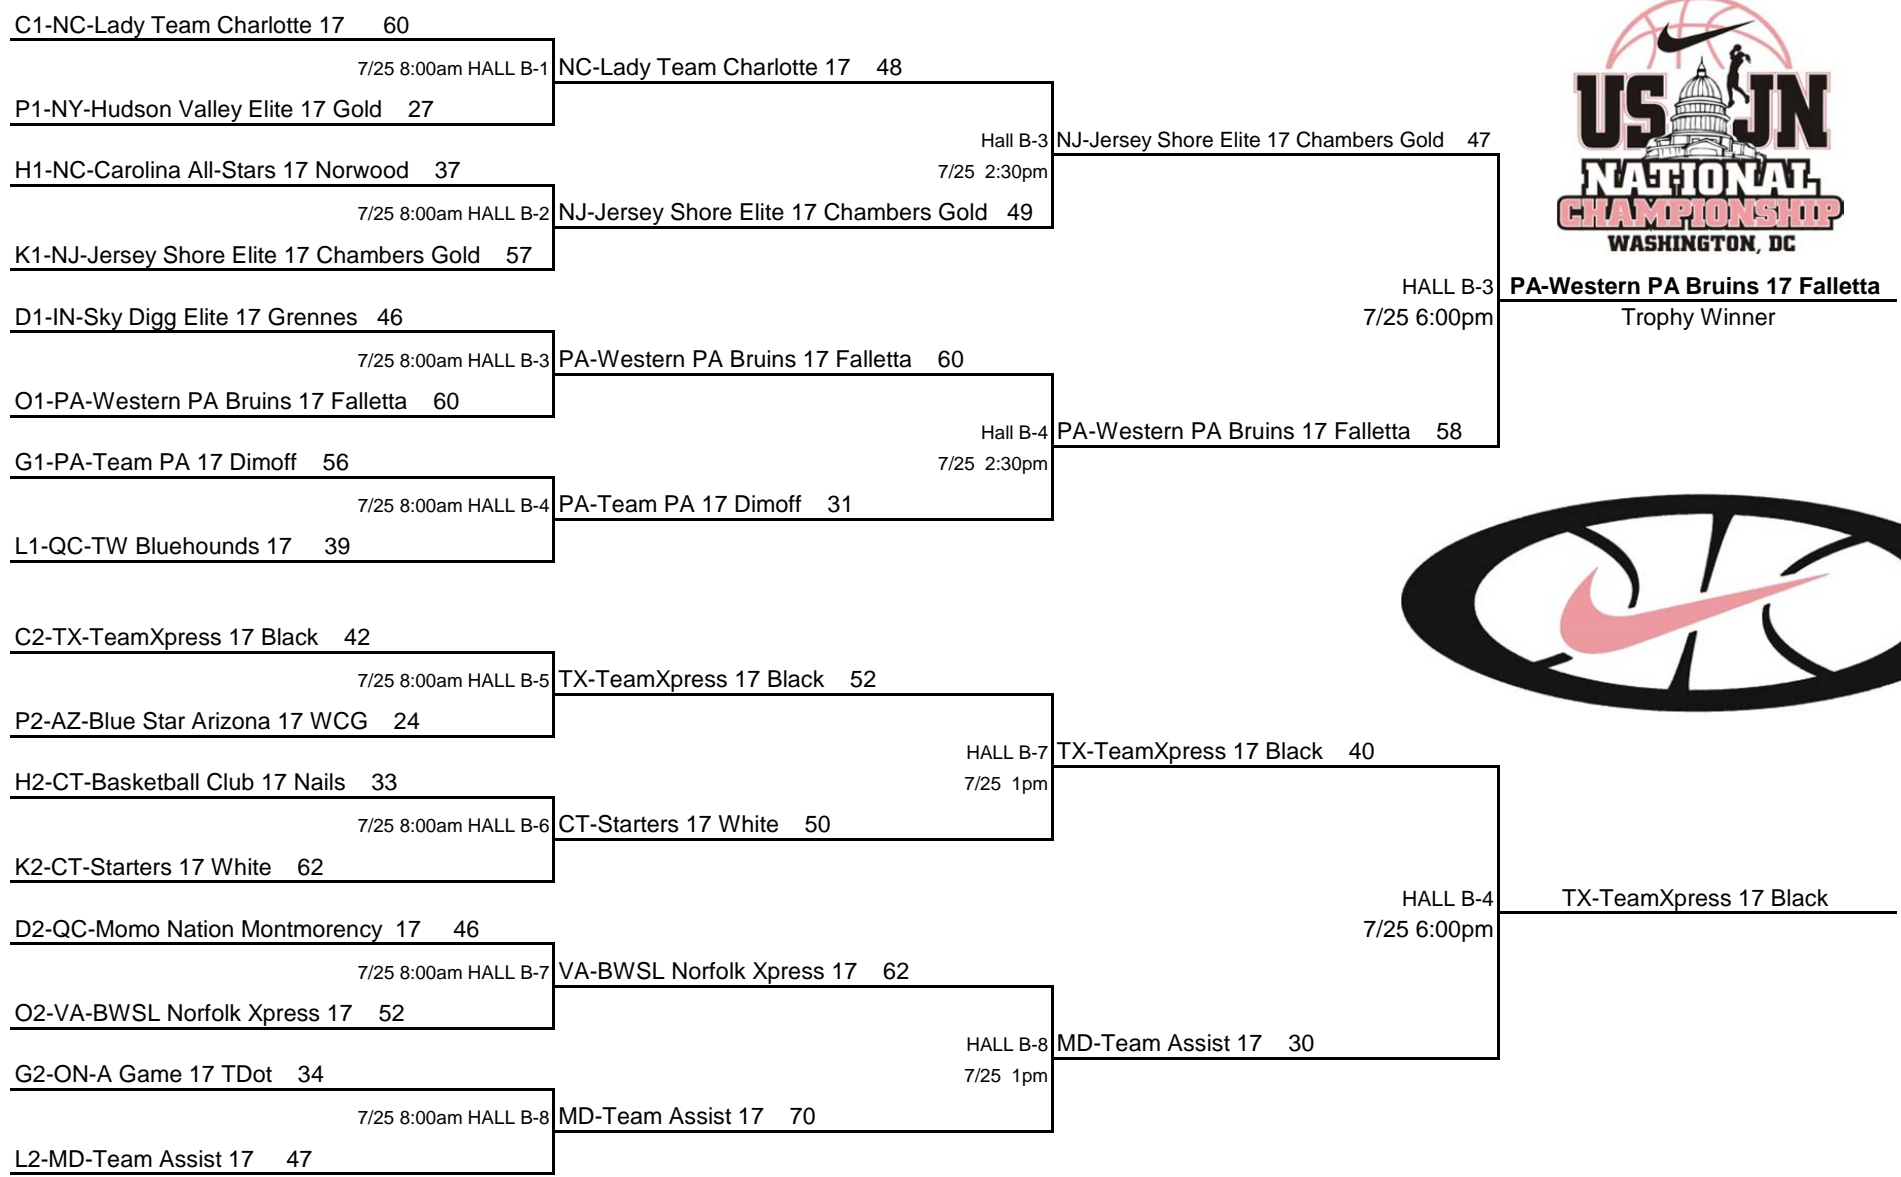 C1-NC-Lady Team Charlotte 17 60
7/25 8:00am HALL B-1
P1-NY-Hudson Valley Elite 17 Gold 27
H1-NC-Carolina All-Stars 17 Norwood 37
7/25 8:00am HALL B-2
K1-NJ-Jersey Shore Elite 17 Chambers Gold 57
D1-IN-Sky Digg Elite 17 Grennes 46
7/25 8:00am HALL B-3
O1-PA-Western PA Bruins 17 Falletta 60
G1-PA-Team PA 17 Dimoff 56
7/25 8:00am HALL B-4
L1-QC-TW Bluehounds 17 39
NC-Lady Team Charlotte 17 48
Hall B-3
7/25 2:30pm
NJ-Jersey Shore Elite 17 Chambers Gold 49
PA-Western PA Bruins 17 Falletta 60
Hall B-4
7/25 2:30pm
PA-Team PA 17 Dimoff 31
NJ-Jersey Shore Elite 17 Chambers Gold 47
HALL B-3
7/25 6:00pm
PA-Western PA Bruins 17 Falletta 58
USJN
NATIONAL
CHAMPIONSHIP
WASHINGTON, DC
PA-Western PA Bruins 17 Falletta
Trophy Winner
C2-TX-TeamXpress 17 Black 42
7/25 8:00am HALL B-5
P2-AZ-Blue Star Arizona 17 WCG 24
H2-CT-Basketball Club 17 Nails 33
7/25 8:00am HALL B-6
K2-CT-Starters 17 White 62
D2-QC-Momo Nation Montmorency 17 46
7/25 8:00am HALL B-7
O2-VA-BWSL Norfolk Xpress 17 52
G2-ON-A Game 17 TDot 34
7/25 8:00am HALL B-8
L2-MD-Team Assist 17 47
TX-TeamXpress 17 Black 52
HALL B-7
7/25 1pm
CT-Starters 17 White 50
VA-BWSL Norfolk Xpress 17 62
HALL B-8
7/25 1pm
MD-Team Assist 17 70
TX-TeamXpress 17 Black 40
HALL B-4
7/25 6:00pm
MD-Team Assist 17 30
TX-TeamXpress 17 Black